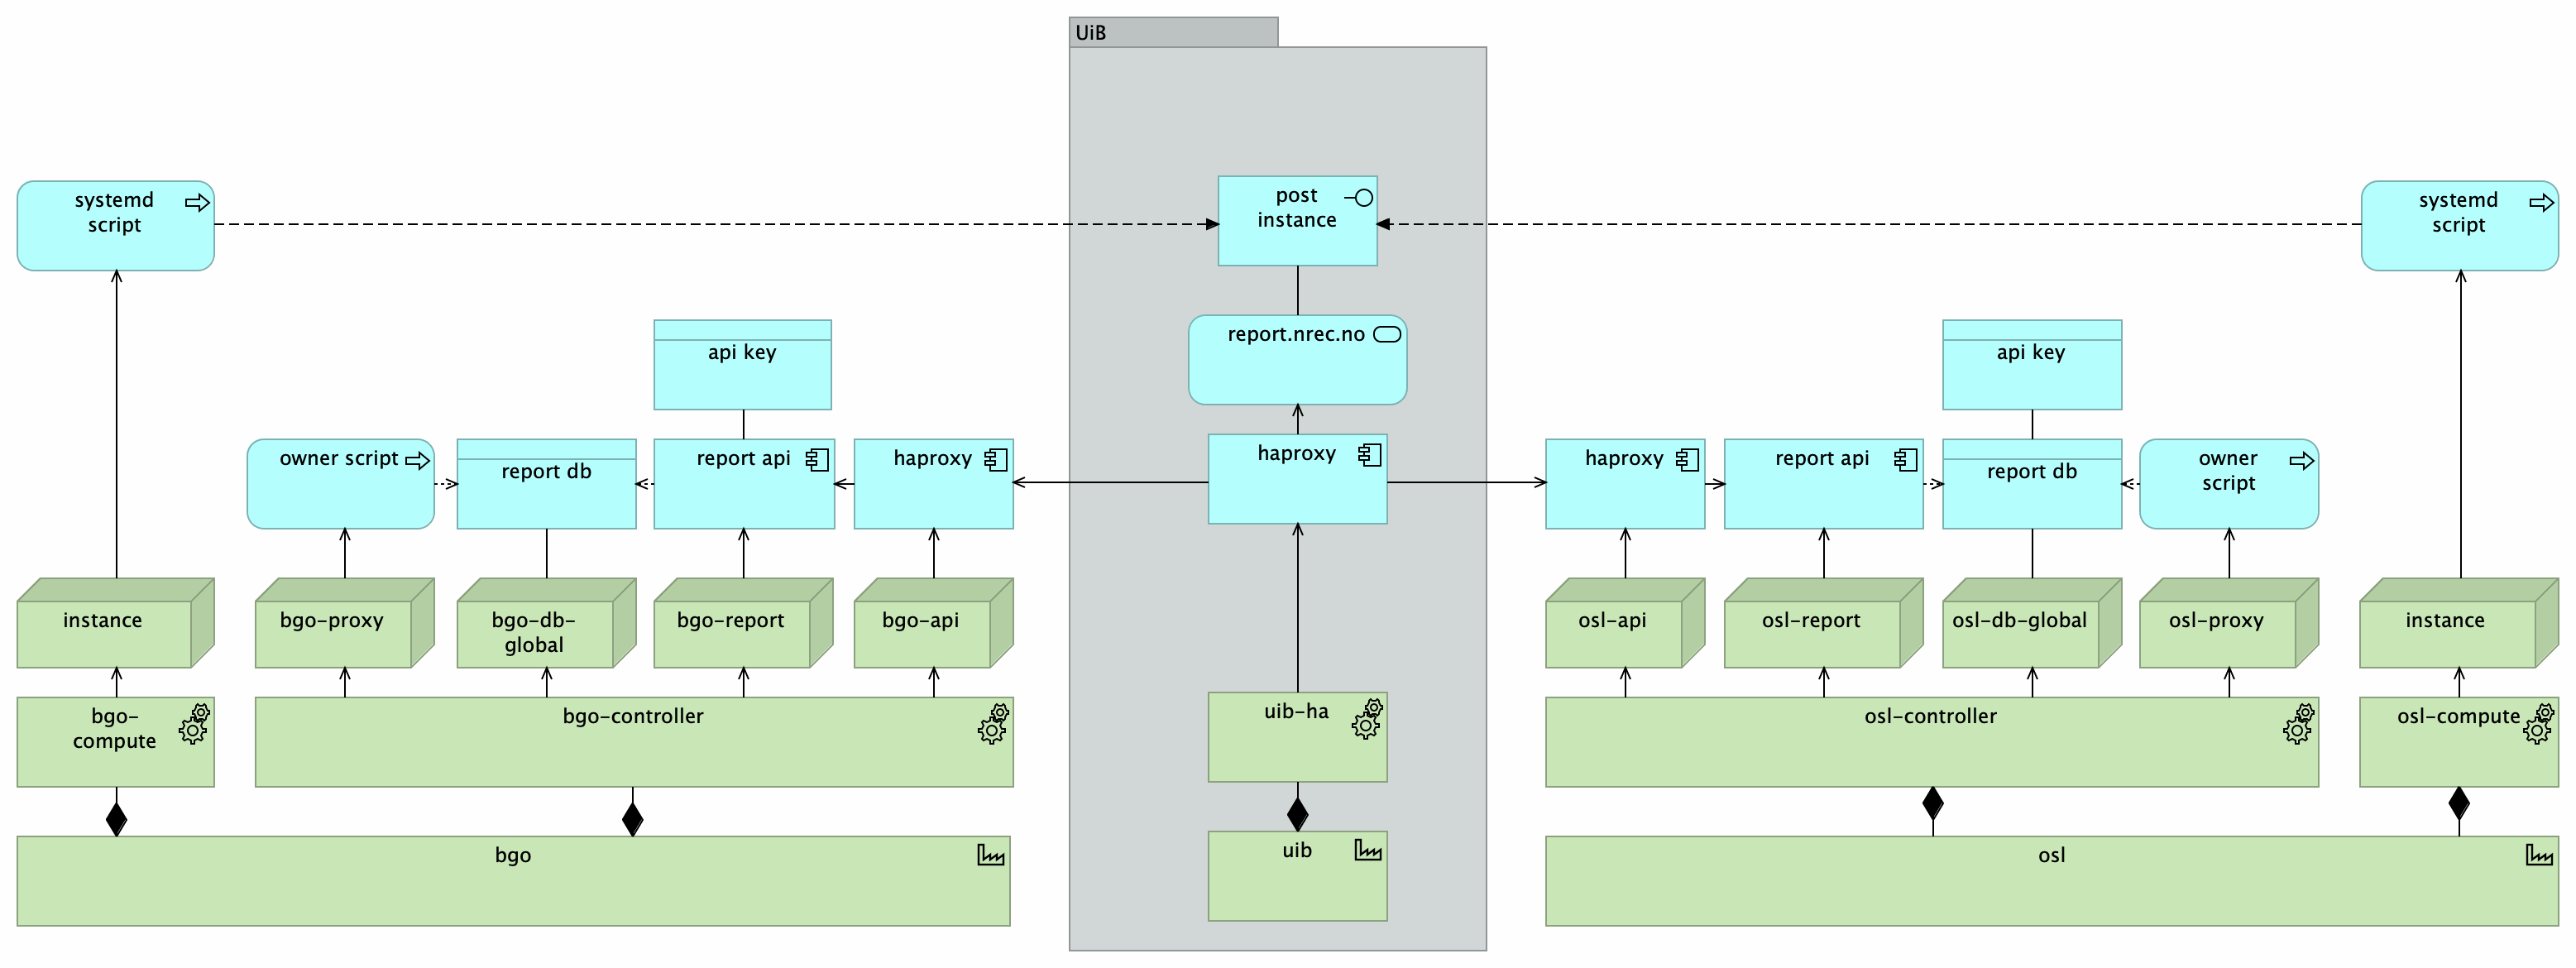 UiB
systemd
script
post
instance
systemd
script
report.nrec.no
api key
api key
owner script
report db
report api
haproxy
haproxy
haproxy
report api
report db
owner
script
instance
bgo-proxy
bgo-db-
global
bgo-report
bgo-api
osl-api
osl-report
osl-db-global
osl-proxy
instance
bgo-
compute
bgo-controller
uib-ha
osl-controller
osl-compute
bgo
uib
osl